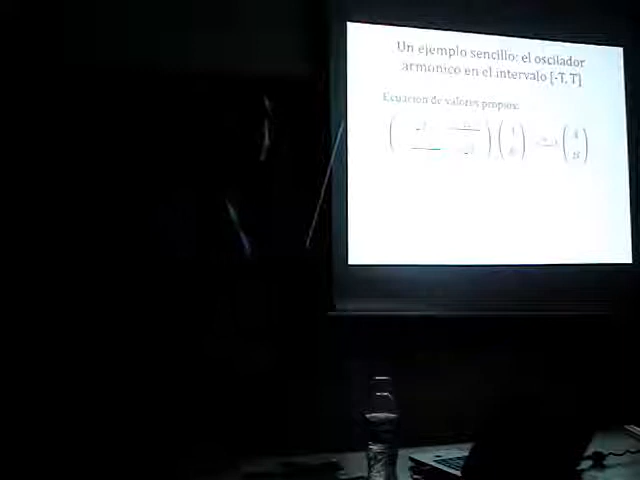 Un ejemplo sencillo: el oscilador
armonico en el intervalo [-T, T]
Ecuacion de valores propios: